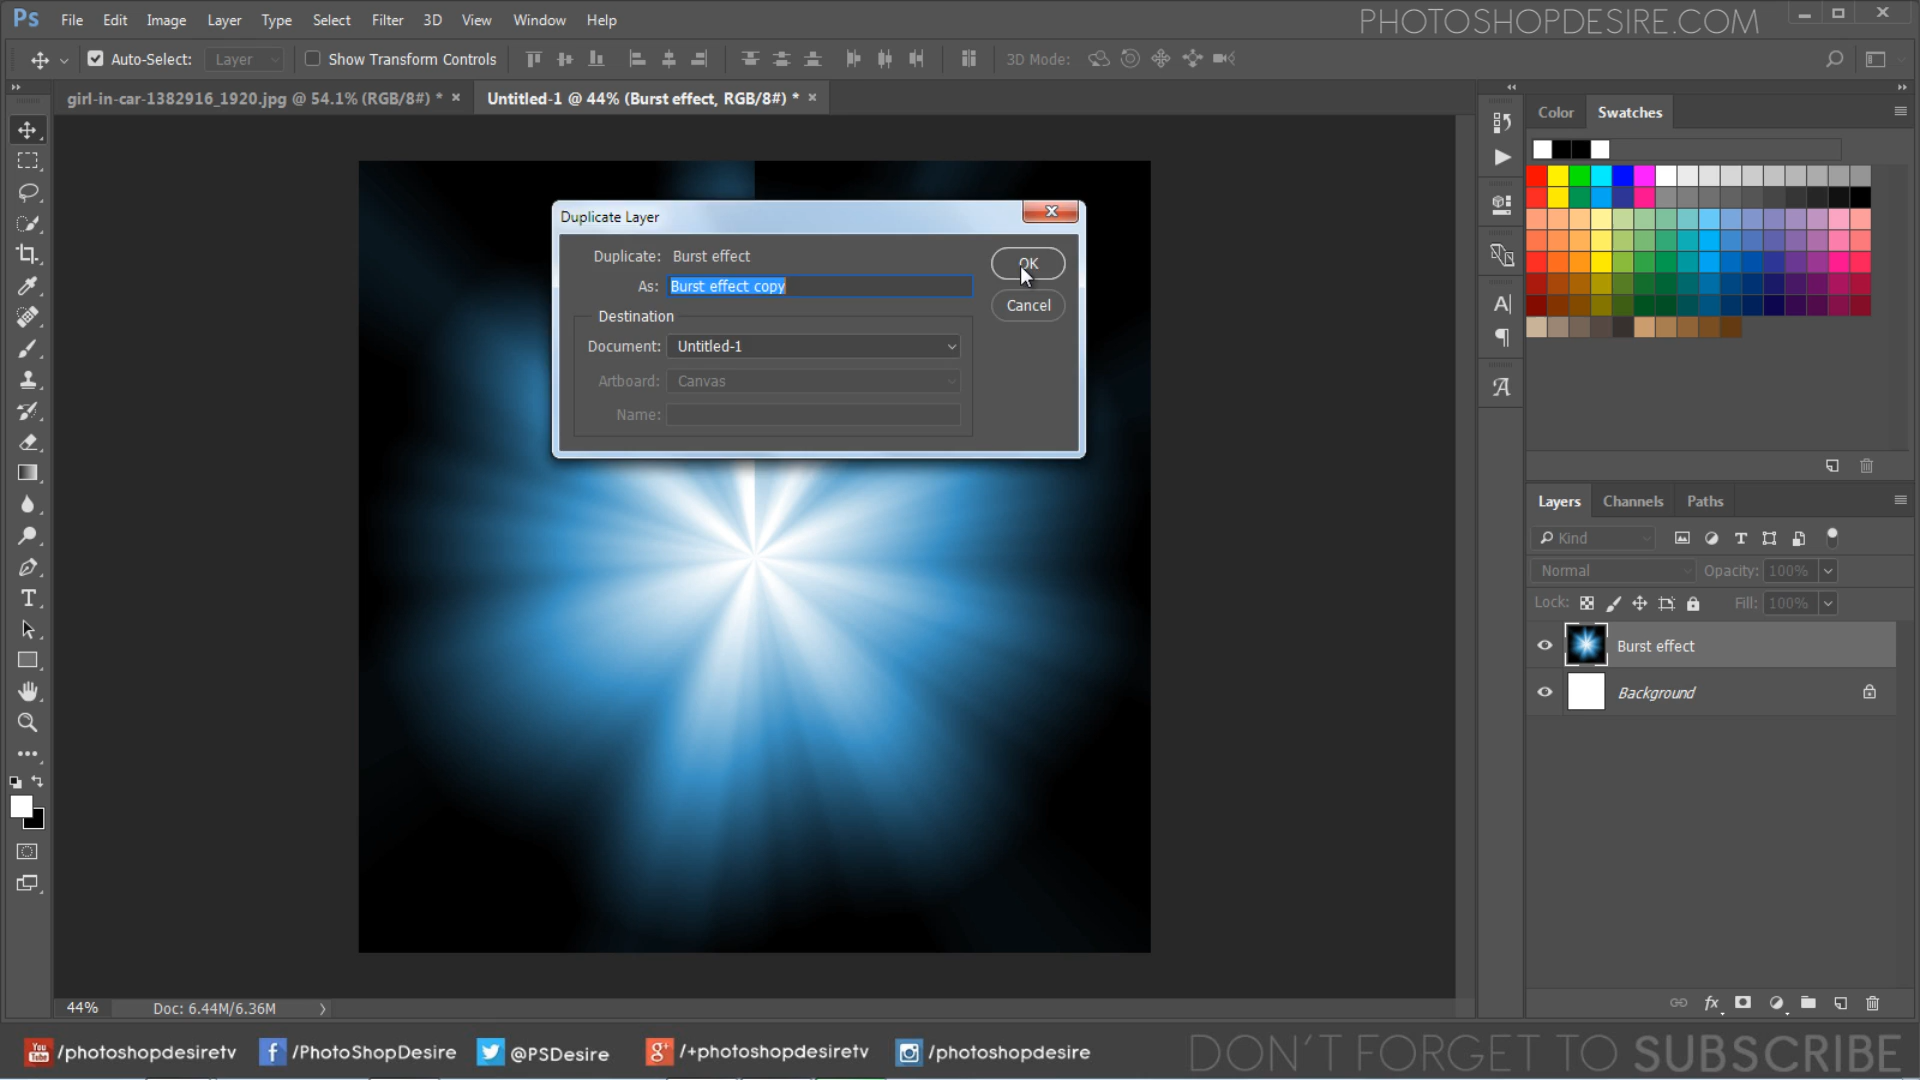 Ps File Edit Image Layer Type Select Filter 3D View Window Help
PHOTOSHOPDESIRE.COM
Auto-Select: Layer Show Transform Controls 3D Mode:
girl-in-car-1382916_1920.jpg @ 54.1% (RGB/8#) * × Untitled-1 @ 44% (Burst effect, RGB/8#) * ×
Color Swatches
Duplicate Layer
Duplicate: Burst effect
OK
As: Burst effect copy
Cancel
Destination
Document: Untitled-1
Artboard: Canvas
Name:
Layers Channels Paths
Kind
Normal Opacity: 100%
Lock: Fill: 100%
Burst effect
Background
44% Doc: 6.44M/6.36M
You Tube /photoshopdesiretv f /PhotoShopDesire @PSDesire g+ /+photoshopdesiretv /photoshopdesire
DON'T FORGET TO SUBSCRIBE